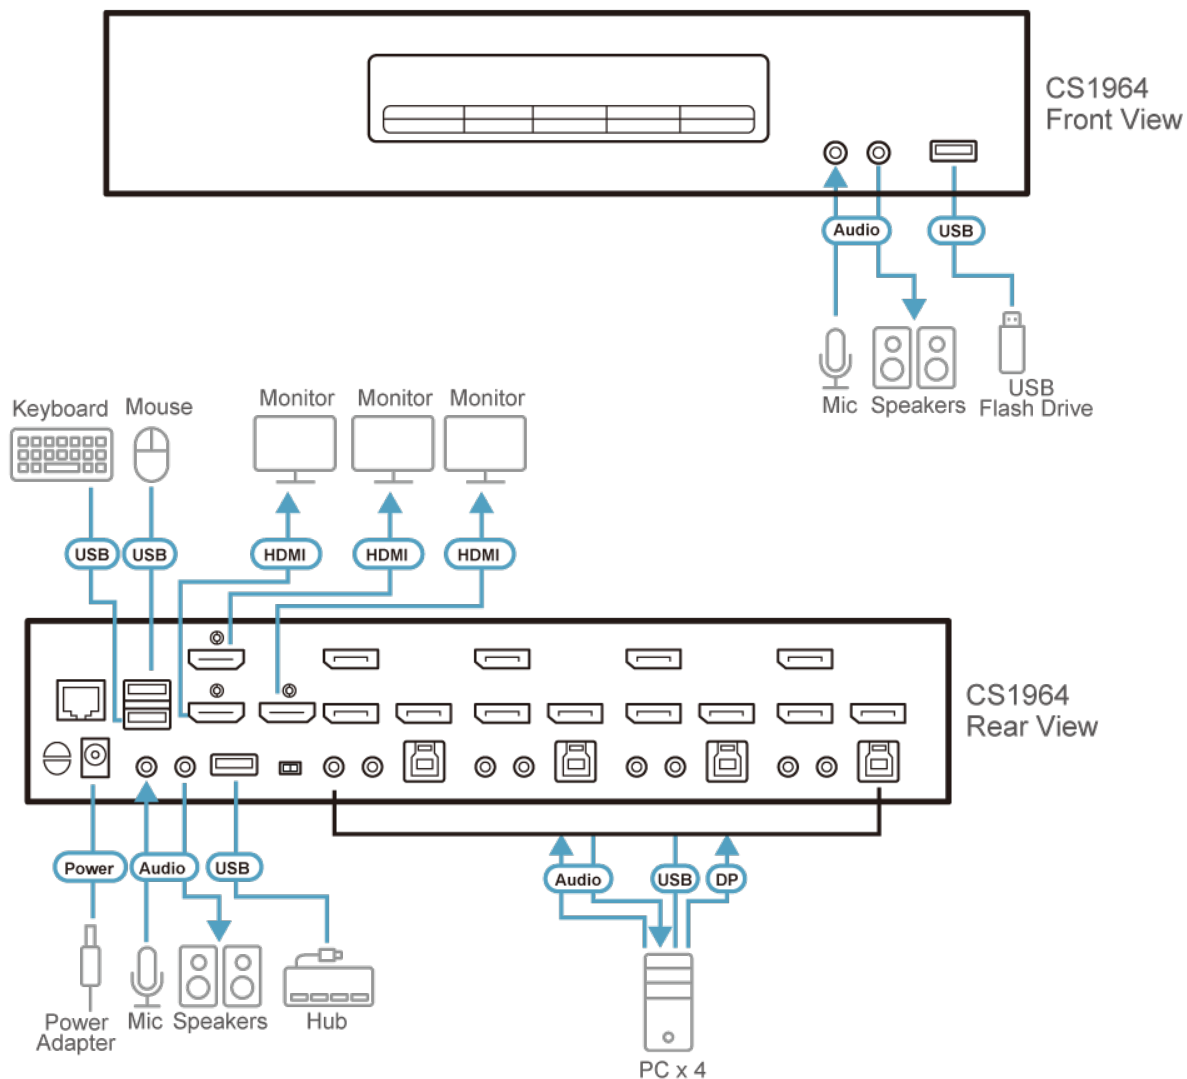 CS1964
Front View
Audio
USB
Mic
Speakers
USB
Flash Drive
Keyboard
Mouse
Monitor
Monitor
Monitor
USB
USB
HDMI
HDMI
HDMI
CS1964
Rear View
Power
Audio
USB
Audio
USB
DP
Power
Adapter
Mic
Speakers
Hub
PC x 4